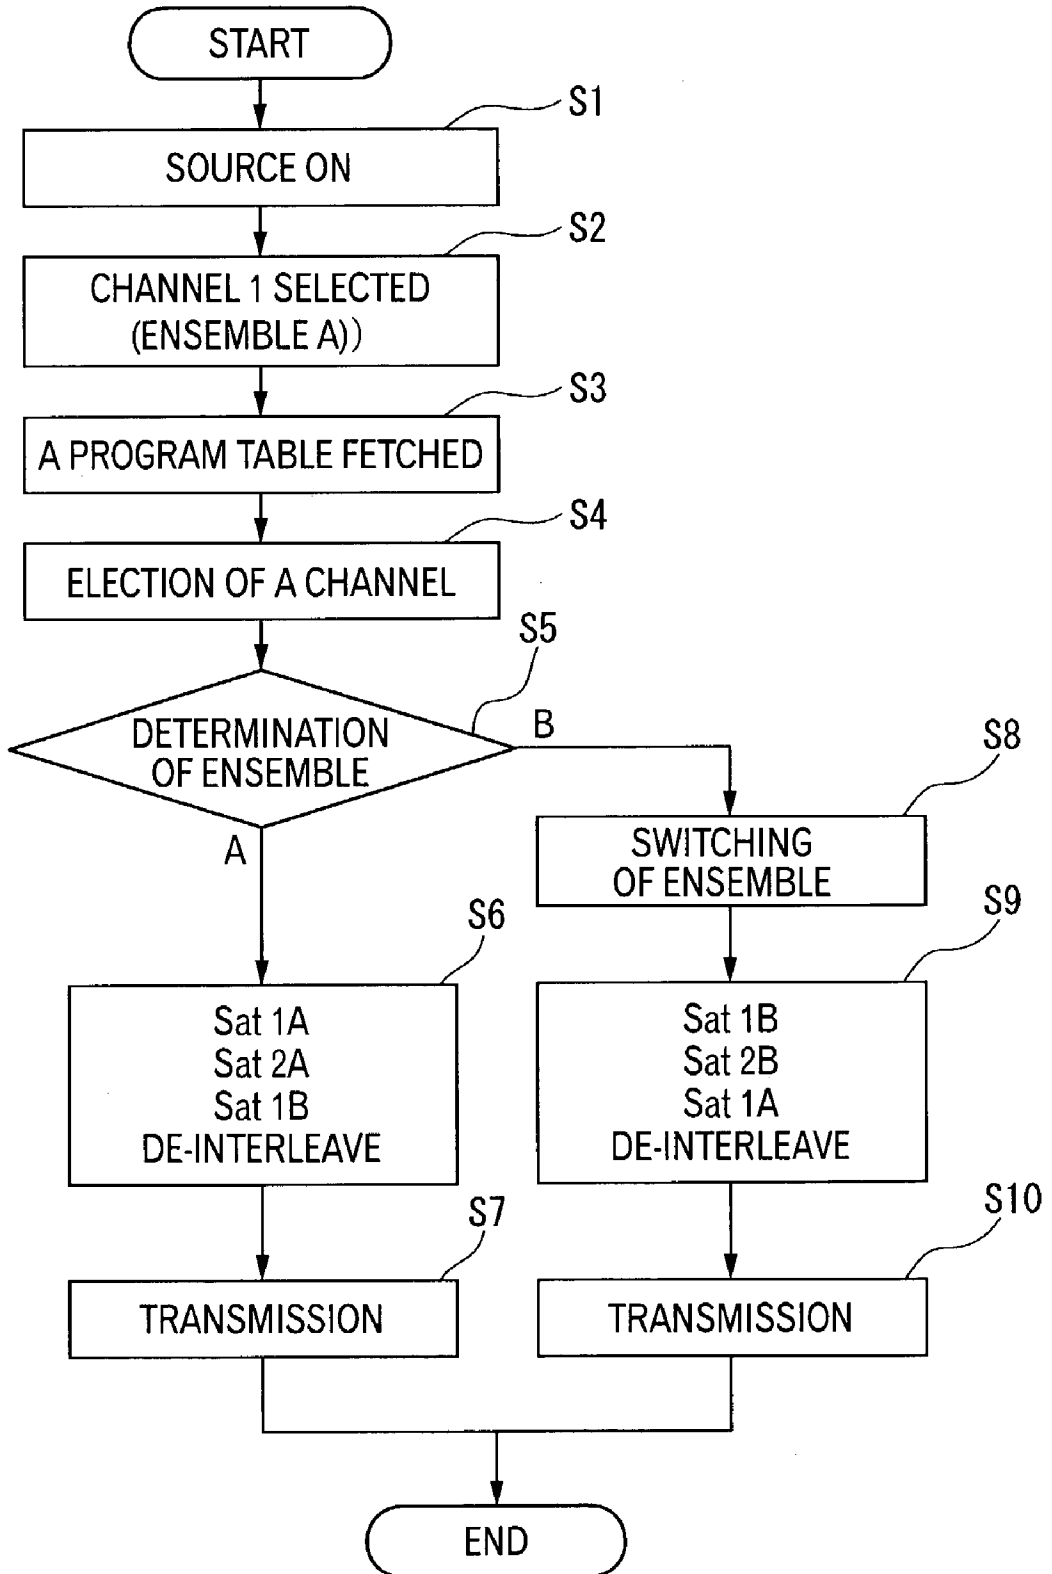 START
S1
SOURCE ON
S2
CHANNEL 1 SELECTED
(ENSEMBLE A))
S3
A PROGRAM TABLE FETCHED
S4
ELECTION OF A CHANNEL
S5
DETERMINATION
OF ENSEMBLE
B
A
S8
SWITCHING
OF ENSEMBLE
S6
Sat 1A
Sat 2A
Sat 1B
DE-INTERLEAVE
S9
Sat 1B
Sat 2B
Sat 1A
DE-INTERLEAVE
S7
TRANSMISSION
S10
TRANSMISSION
END